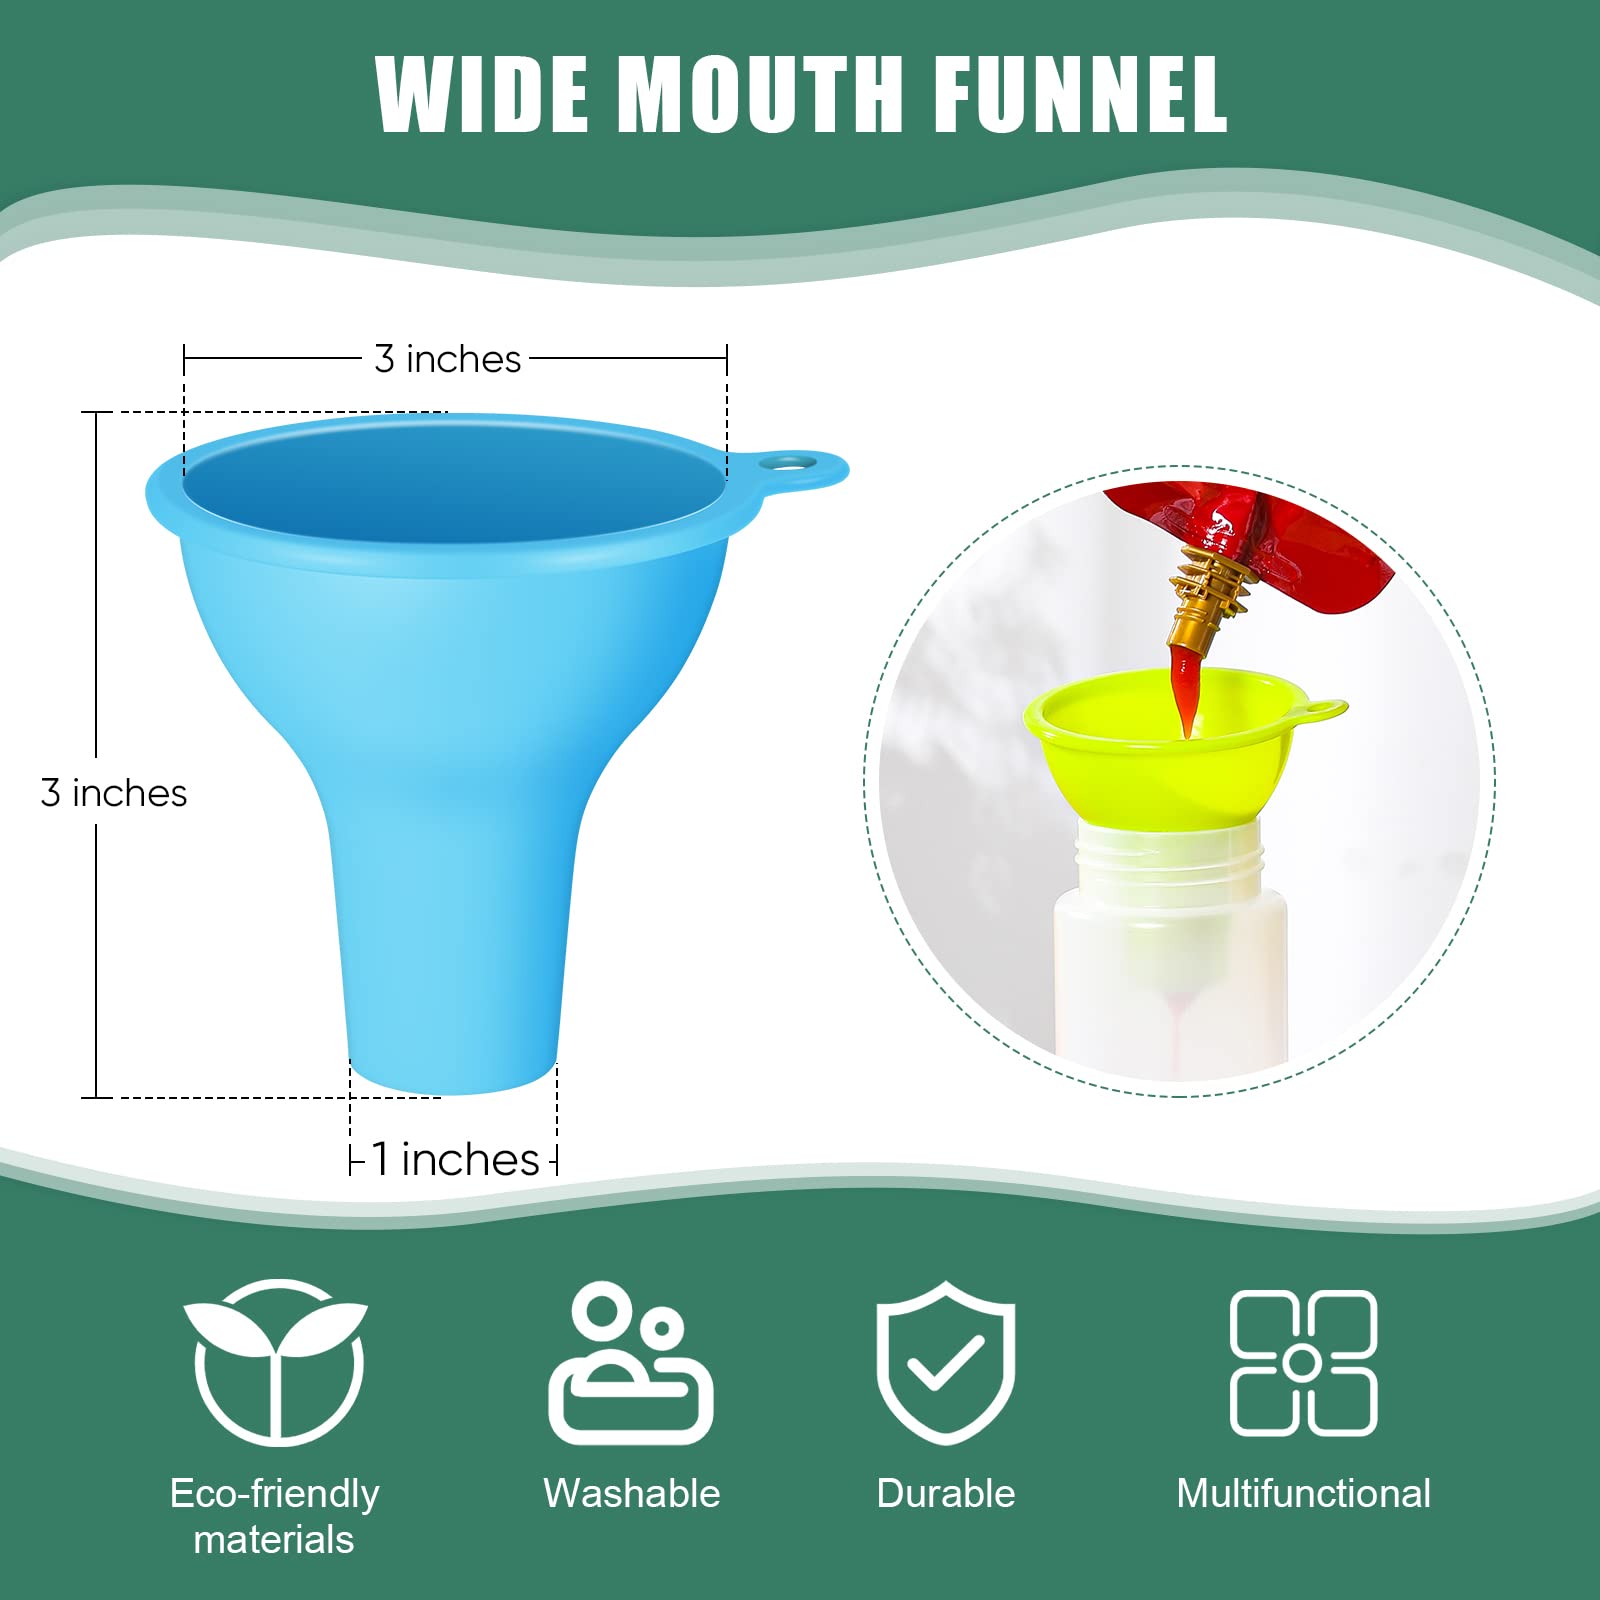 WIDE MOUTH FUNNEL
3 inches
3 inches
1 inches
Eco-friendly
materials
Washable
Durable
Multifunctional